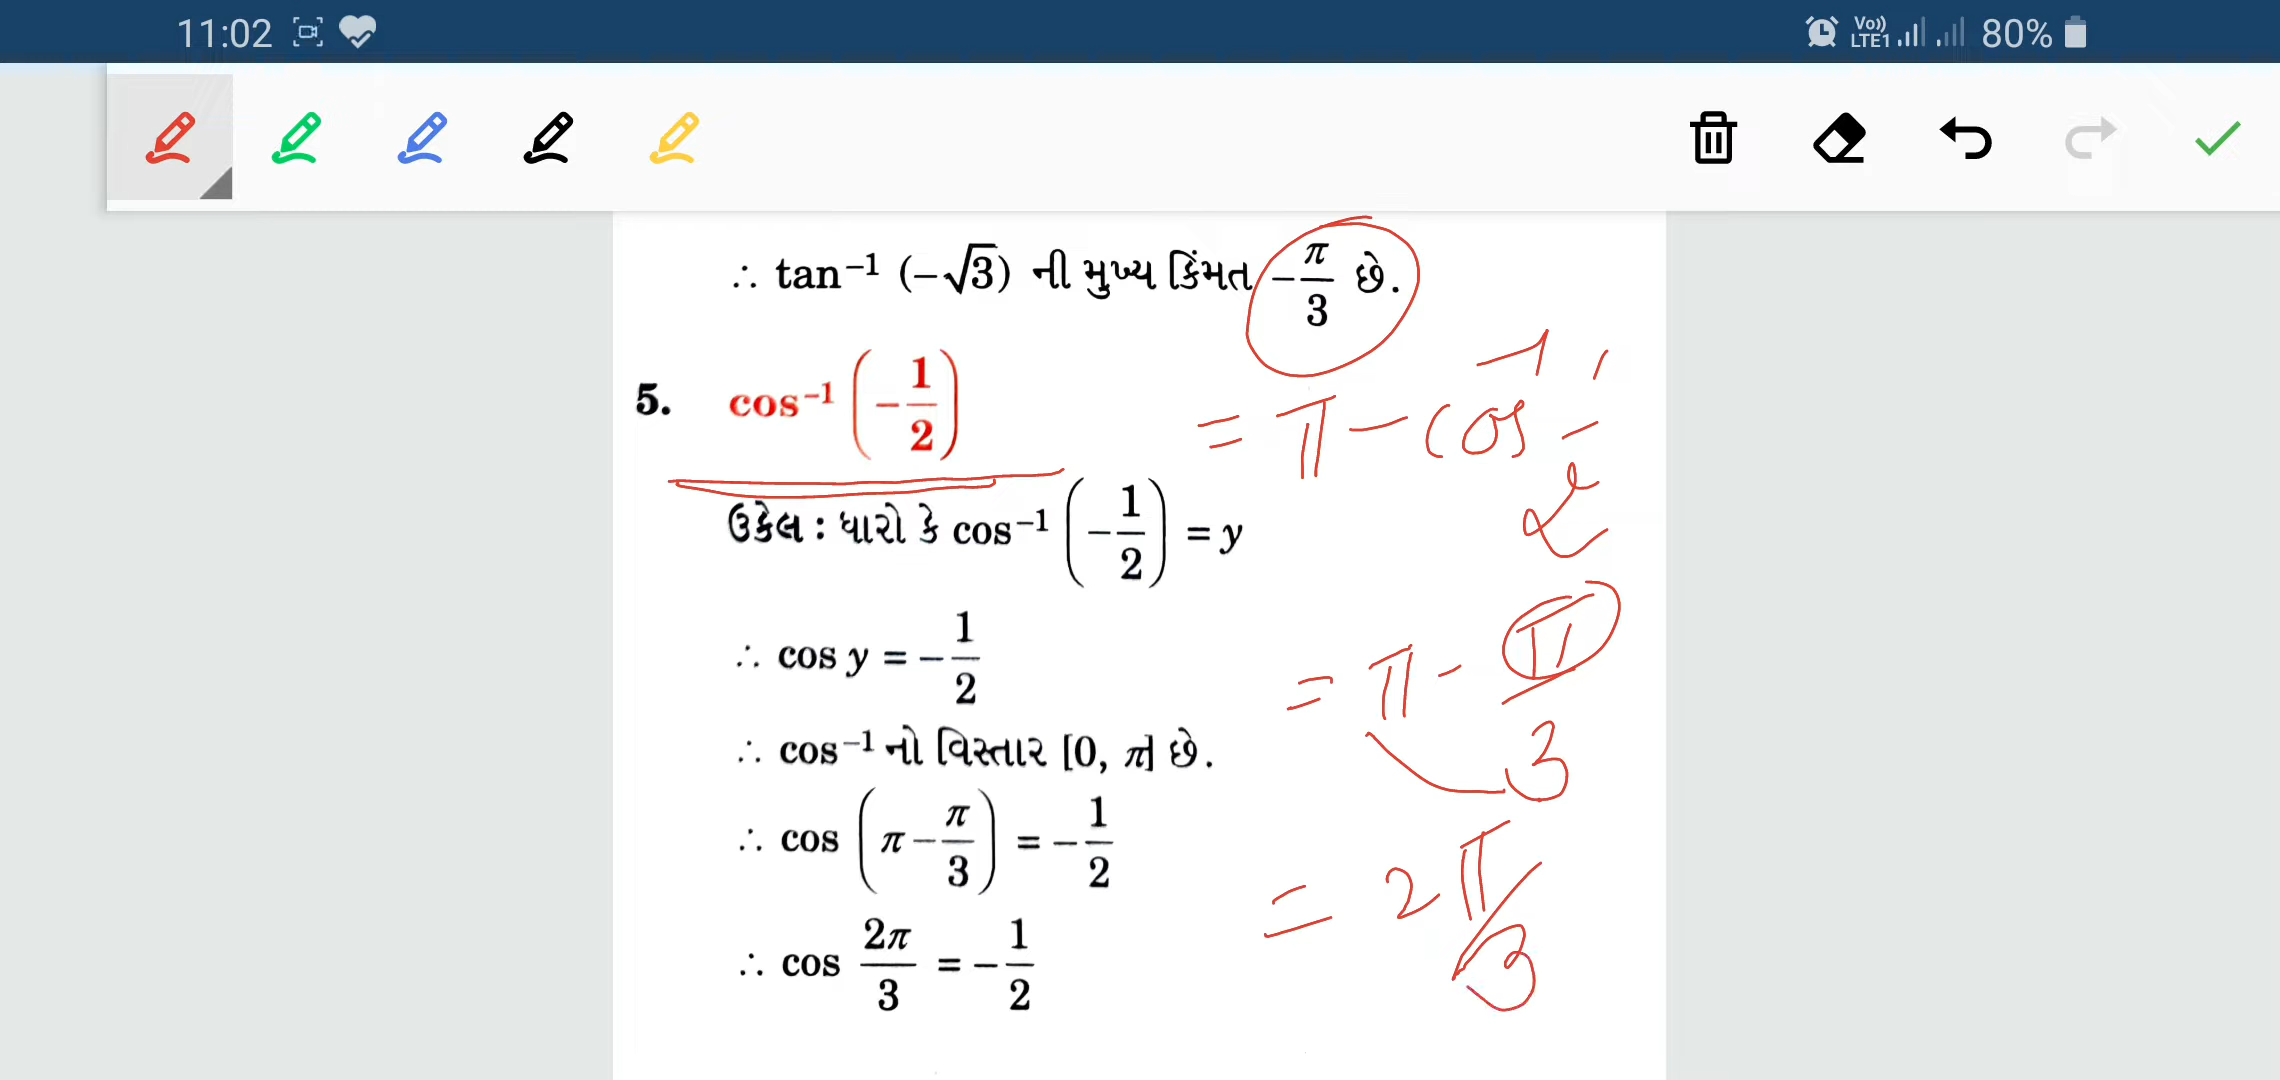 11:02 Vo)) LTE1 80%
∴ tan⁻¹ (−√3) ની મુખ્ય કિંમત −π/3 છે.
5. cos⁻¹ (−1/2)
= π − cos⁻¹ 1/2
ઉકેલ : ધારો કે cos⁻¹ (−1/2) = y
∴ cos y = −1/2
= π − π/3
∴ cos⁻¹ નો વિસ્તાર [0, π] છે.
∴ cos (π − π/3) = −1/2
= 2π/3
∴ cos 2π/3 = −1/2